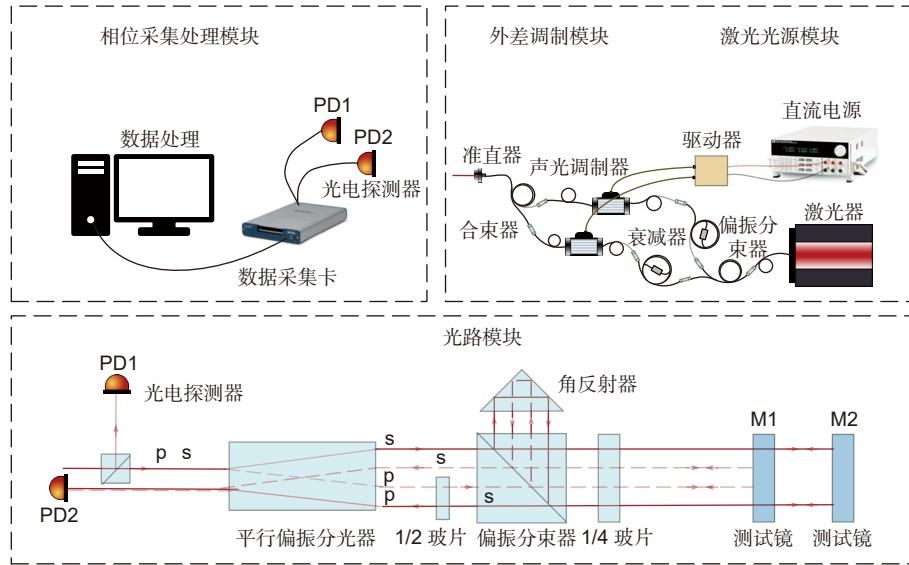 相位采集处理模块
PD1
PD2
数据处理
光电探测器
数据采集卡
外差调制模块
激光光源模块
直流电源
驱动器
准直器
声光调制器
激光器
合束器
衰减器
偏振分
束器
光路模块
PD1
光电探测器
角反射器
M1
M2
s
p s
s
p
p
s
PD2
平行偏振分光器
1/2 玻片
偏振分束器
1/4 玻片
测试镜
测试镜